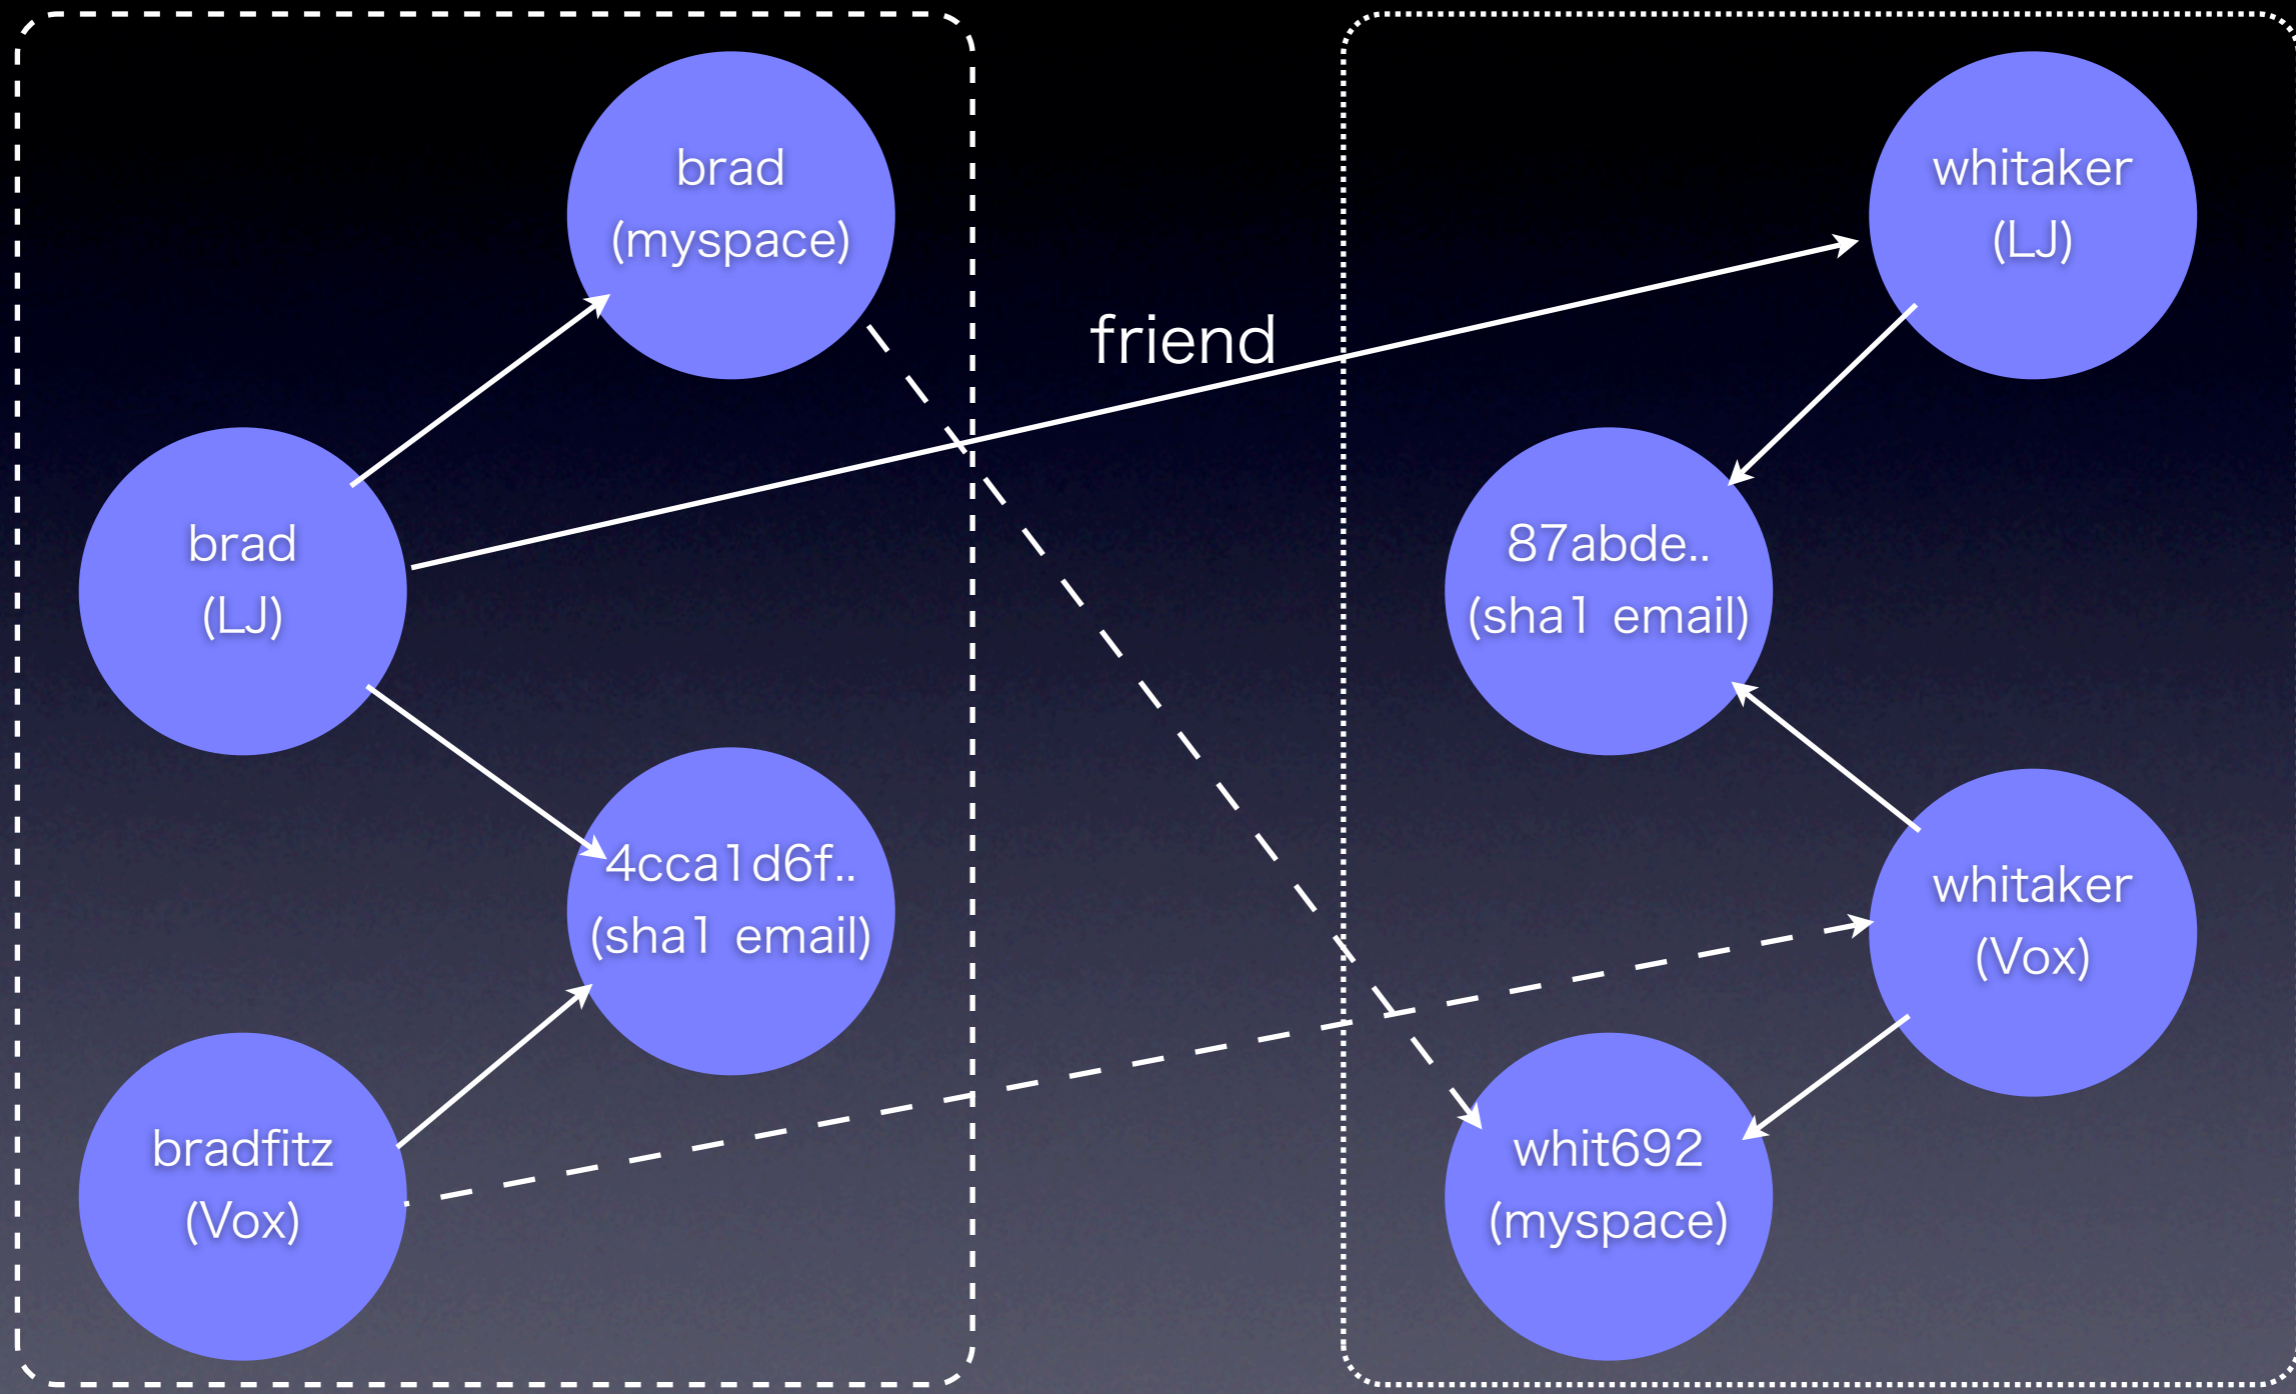 brad
(myspace)
whitaker
(LJ)
friend
brad
(LJ)
87abde..
(sha1 email)
4cca1d6f..
(sha1 email)
whitaker
(Vox)
bradfitz
(Vox)
whit692
(myspace)